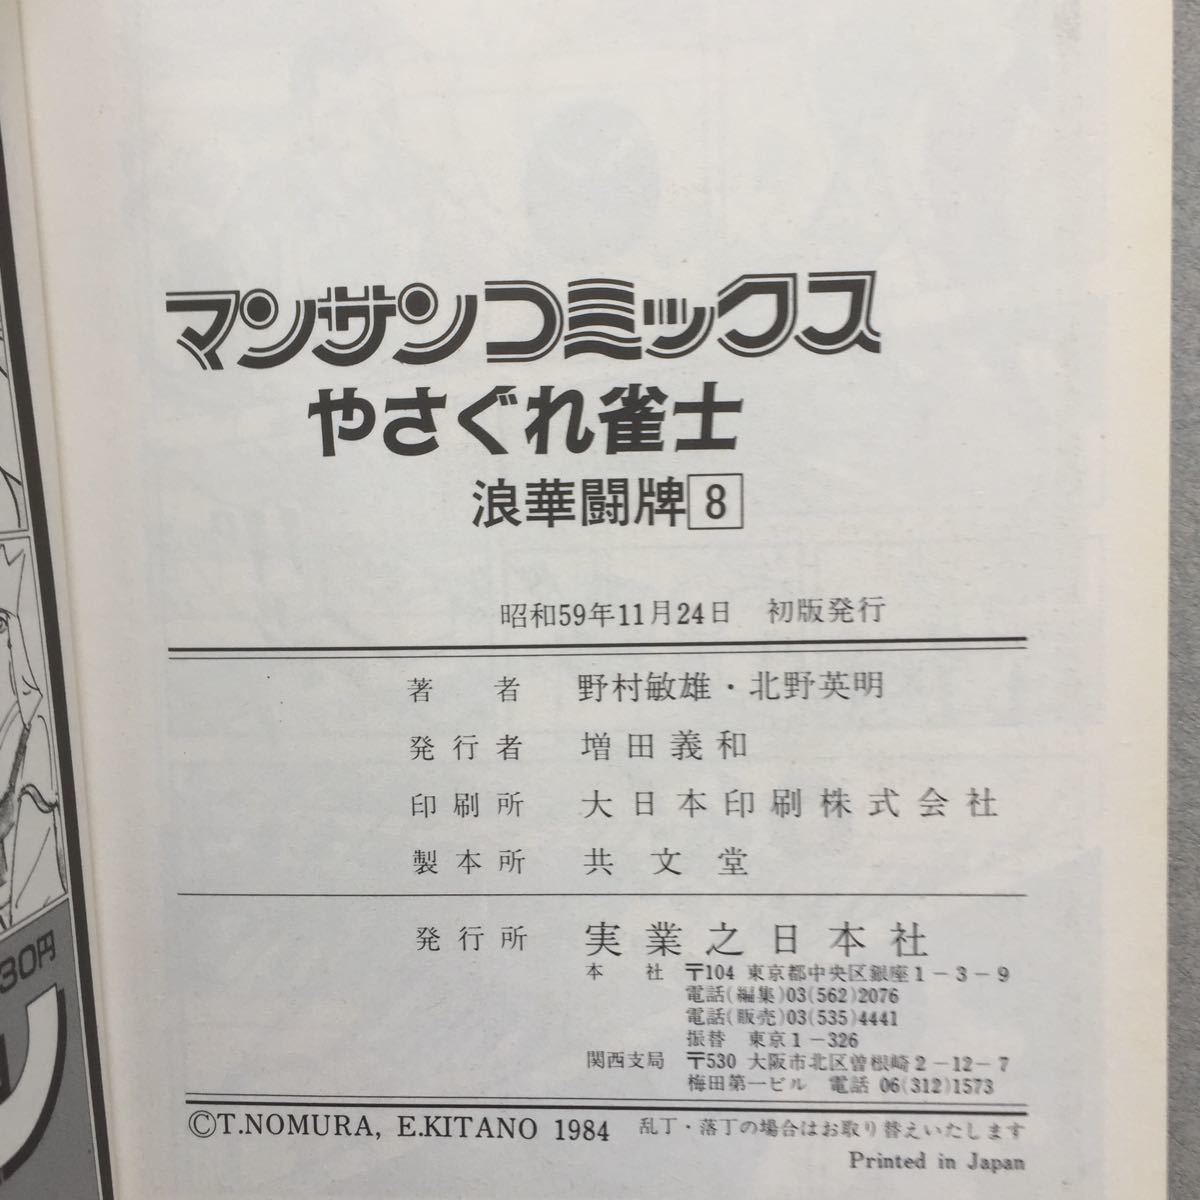 マンサンコミックス
やさぐれ雀士
浪華闘牌8
昭和59年11月24日　初版発行
著者　野村敏雄・北野英明
発行者　増田義和
印刷所　大日本印刷株式会社
製本所　共文堂
発行所　実業之日本社
本社　〒104 東京都中央区銀座1-3-9
電話(編集)03(562)2076
電話(販売)03(535)4441
振替　東京1-326
関西支局　〒530 大阪市北区曽根崎2-12-7
梅田第一ビル　電話 06(312)1573
©T.NOMURA, E.KITANO 1984　乱丁・落丁の場合はお取り替えいたします
Printed in Japan
30円